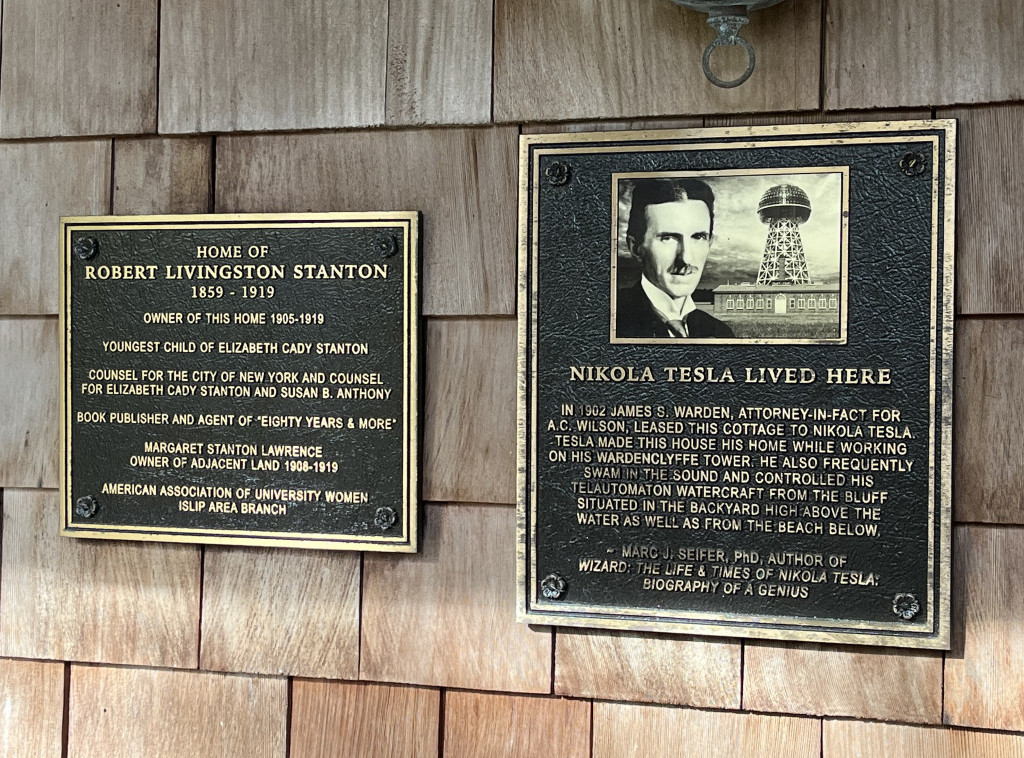 HOME OF
ROBERT LIVINGSTON STANTON
1859 - 1919
OWNER OF THIS HOME 1905-1919
YOUNGEST CHILD OF ELIZABETH CADY STANTON
COUNSEL FOR THE CITY OF NEW YORK AND COUNSEL
FOR ELIZABETH CADY STANTON AND SUSAN B. ANTHONY
BOOK PUBLISHER AND AGENT OF "EIGHTY YEARS & MORE"
MARGARET STANTON LAWRENCE
OWNER OF ADJACENT LAND 1908-1919
AMERICAN ASSOCIATION OF UNIVERSITY WOMEN
ISLIP AREA BRANCH
NIKOLA TESLA LIVED HERE
IN 1902 JAMES S. WARDEN, ATTORNEY-IN-FACT FOR
A.C. WILSON, LEASED THIS COTTAGE TO NIKOLA TESLA.
TESLA MADE THIS HOUSE HIS HOME WHILE WORKING
ON HIS WARDENCLYFFE TOWER. HE ALSO FREQUENTLY
SWAM IN THE SOUND AND CONTROLLED HIS
TELAUTOMATON WATERCRAFT FROM THE BLUFF
SITUATED IN THE BACKYARD HIGH ABOVE THE
WATER AS WELL AS FROM THE BEACH BELOW.
~ MARC J. SEIFER, PhD, AUTHOR OF
WIZARD: THE LIFE & TIMES OF NIKOLA TESLA:
BIOGRAPHY OF A GENIUS